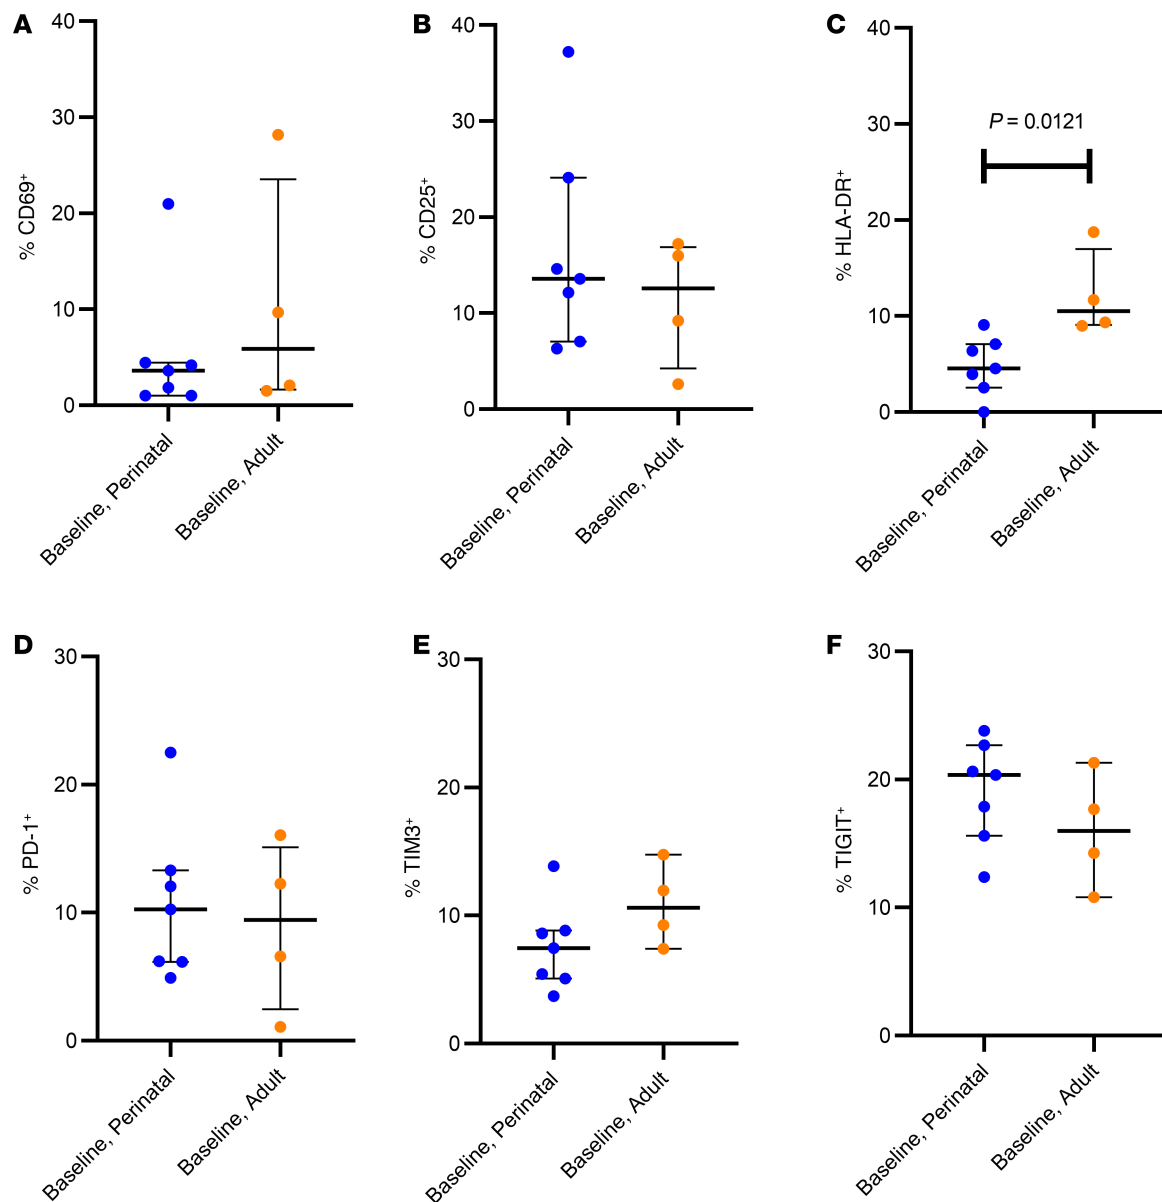 A
40
30
20
10
0
% CD69⁺
Baseline, Perinatal
Baseline, Adult
B
40
30
20
10
0
% CD25⁺
Baseline, Perinatal
Baseline, Adult
C
40
30
20
10
0
% HLA-DR⁺
P = 0.0121
Baseline, Perinatal
Baseline, Adult
D
30
20
10
0
% PD-1⁺
Baseline, Perinatal
Baseline, Adult
E
30
20
10
0
% TIM3⁺
Baseline, Perinatal
Baseline, Adult
F
30
20
10
0
% TIGIT⁺
Baseline, Perinatal
Baseline, Adult